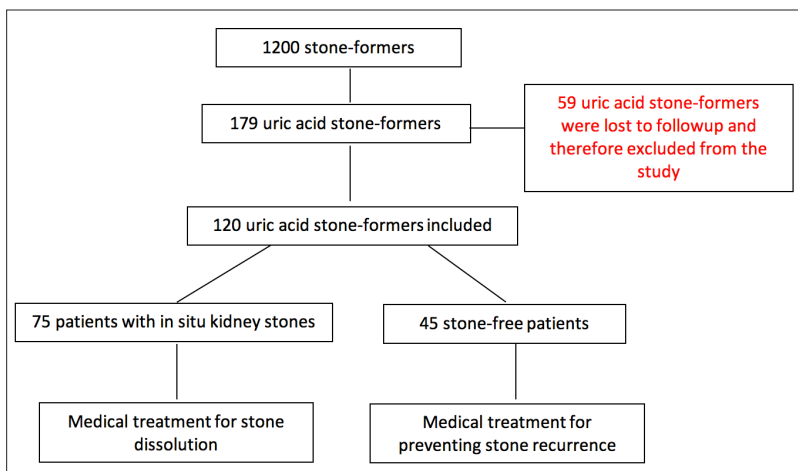 1200 stone-formers
179 uric acid stone-formers
59 uric acid stone-formers
were lost to followup and
therefore excluded from the
study
120 uric acid stone-formers included
75 patients with in situ kidney stones
45 stone-free patients
Medical treatment for stone
dissolution
Medical treatment for
preventing stone recurrence